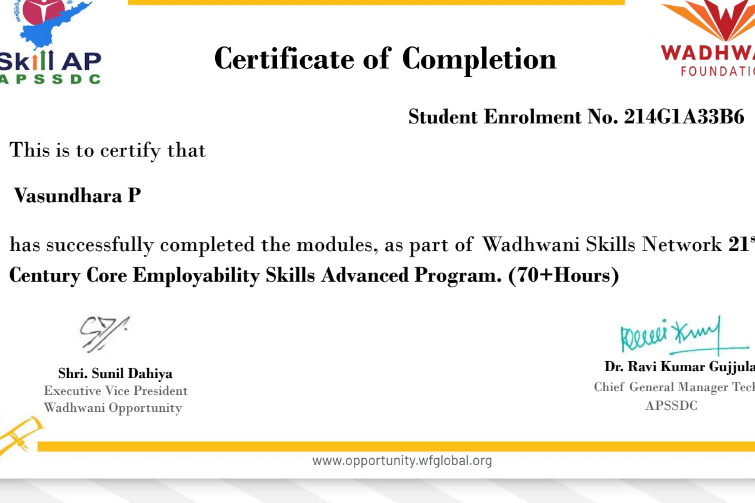 Skill AP
APSSDC
WADHWA
FOUNDATIO
Certificate of Completion
Student Enrolment No. 214G1A33B6
This is to certify that
Vasundhara P
has successfully completed the modules, as part of Wadhwani Skills Network 21s
Century Core Employability Skills Advanced Program. (70+Hours)
Shri. Sunil Dahiya
Executive Vice President
Wadhwani Opportunity
Dr. Ravi Kumar Gujjula
Chief General Manager Tech
APSSDC
www.opportunity.wfglobal.org